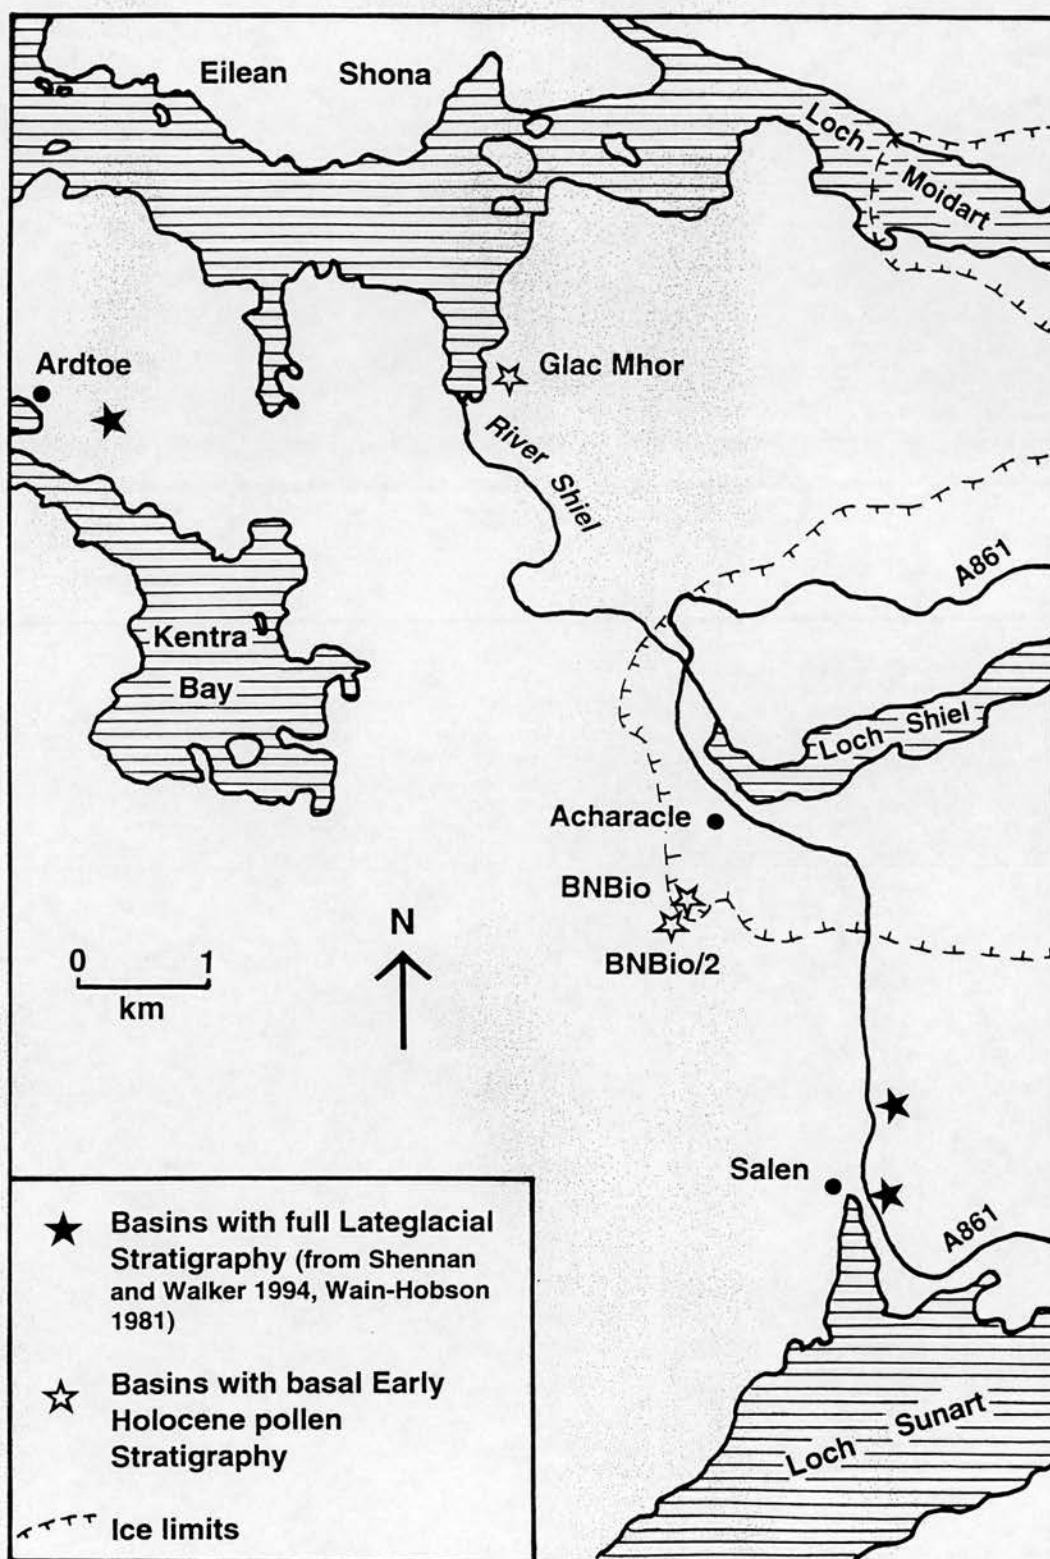 Eilean Shona
Loch Moidart
Ardtoe
Glac Mhor
River Shiel
A861
Kentra
Bay
Loch Shiel
Acharacle
BNBio
BNBio/2
N
0 1
km
Salen
A861
Loch Sunart
Basins with full Lateglacial
Stratigraphy (from Shennan
and Walker 1994, Wain-Hobson
1981)
Basins with basal Early
Holocene pollen
Stratigraphy
Ice limits